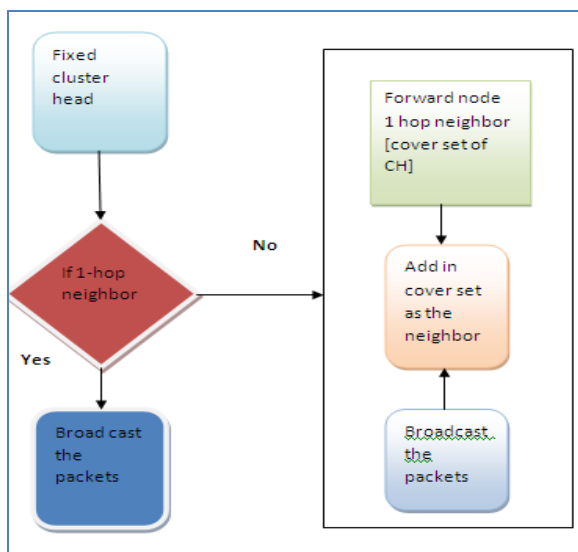 Fixed
cluster
head
Forward node
1 hop neighbor
[cover set of
CH]
No
If 1-hop
neighbor
Add in
cover set
as the
neighbor
Yes
Broad cast
the
packets
Broadcast
the
packets